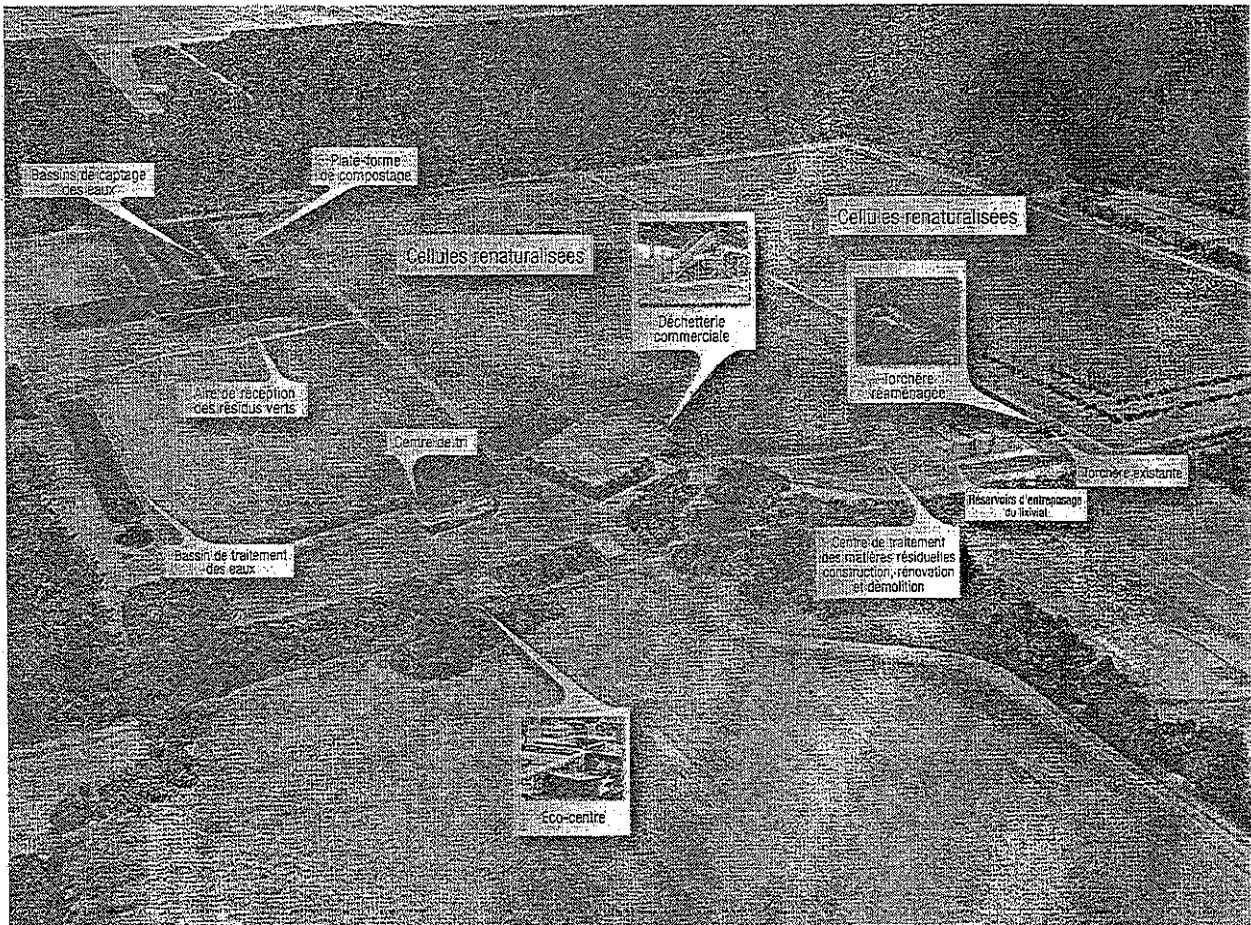 Bassins de captage
des eaux
Plate-forme
de compostage
Cellules renaturalisées
Cellules renaturalisées
Déchetterie
commerciale
Torchère
réaménagée
Aire de réception
des résidus verts
Centre de tri
Torchère existante
Réservoirs d'entreposage
du lixiviat
Bassin de traitement
des eaux
Centre de traitement
des matières résiduelles
construction, rénovation
et démolition
Éco-centre